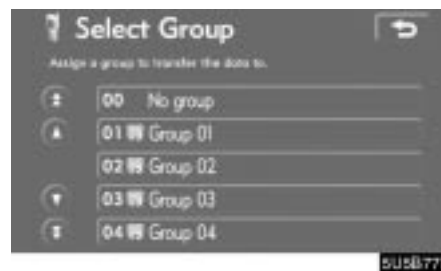 Select Group
Assign a group to transfer the data to.
00 No group
01 Group 01
02 Group 02
03 Group 03
04 Group 04
5U5B77